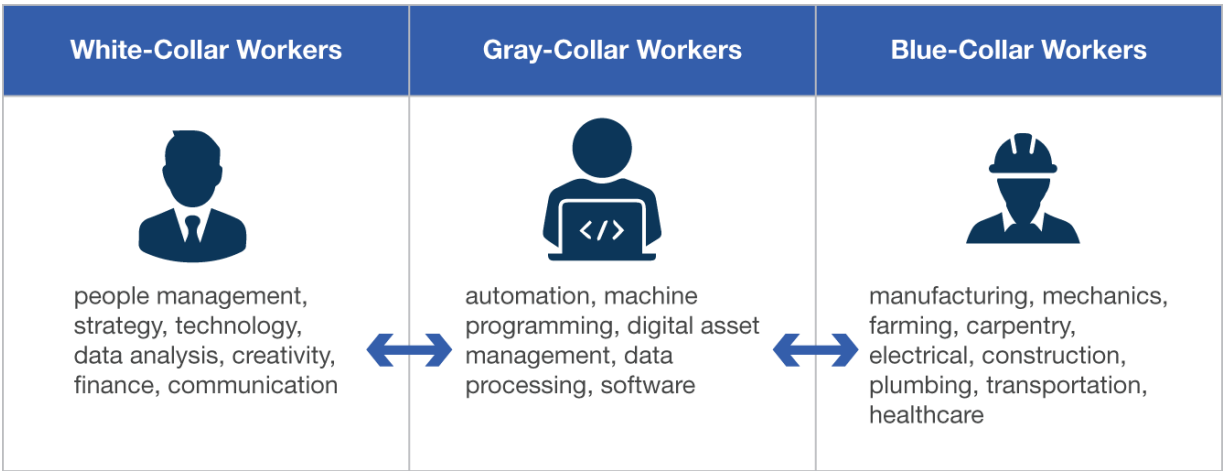 White-Collar Workers
Gray-Collar Workers
Blue-Collar Workers
people management,
strategy, technology,
data analysis, creativity,
finance, communication
</>
automation, machine
programming, digital asset
management, data
processing, software
manufacturing, mechanics,
farming, carpentry,
electrical, construction,
plumbing, transportation,
healthcare